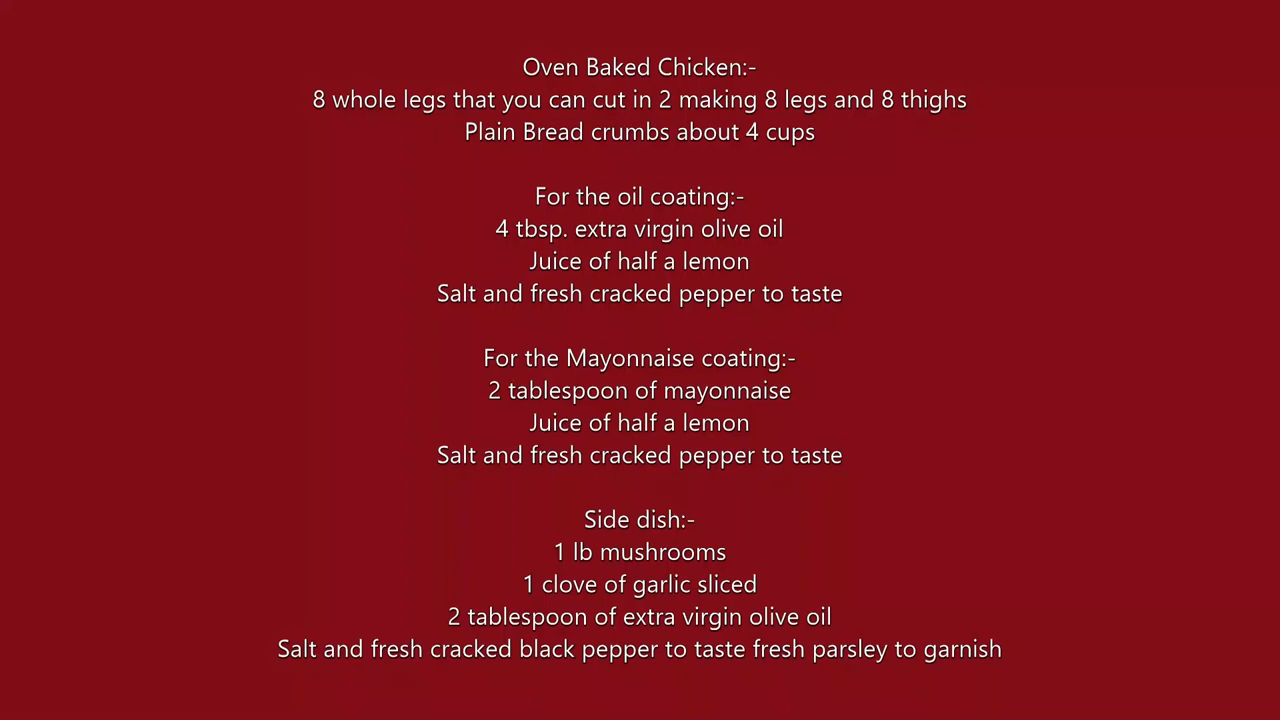 Oven Baked Chicken:-
8 whole legs that you can cut in 2 making 8 legs and 8 thighs
Plain Bread crumbs about 4 cups
For the oil coating:-
4 tbsp. extra virgin olive oil
Juice of half a lemon
Salt and fresh cracked pepper to taste
For the Mayonnaise coating:-
2 tablespoon of mayonnaise
Juice of half a lemon
Salt and fresh cracked pepper to taste
Side dish:-
1 lb mushrooms
1 clove of garlic sliced
2 tablespoon of extra virgin olive oil
Salt and fresh cracked black pepper to taste fresh parsley to garnish